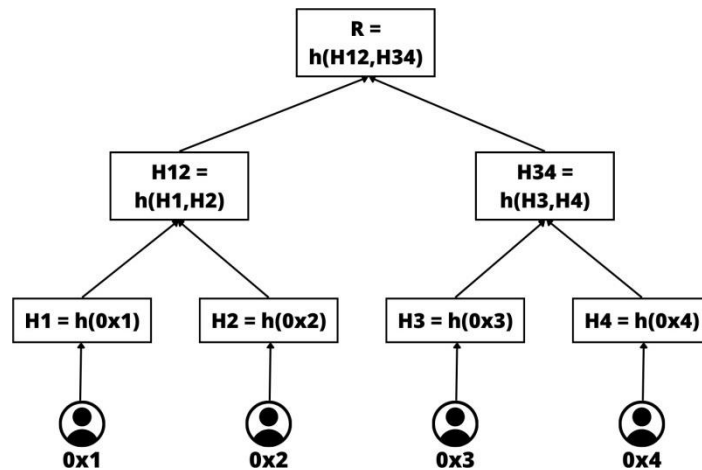 R =
h(H12,H34)
H12 =
h(H1,H2)
H34 =
h(H3,H4)
H1 = h(0x1)
H2 = h(0x2)
H3 = h(0x3)
H4 = h(0x4)
0x1
0x2
0x3
0x4